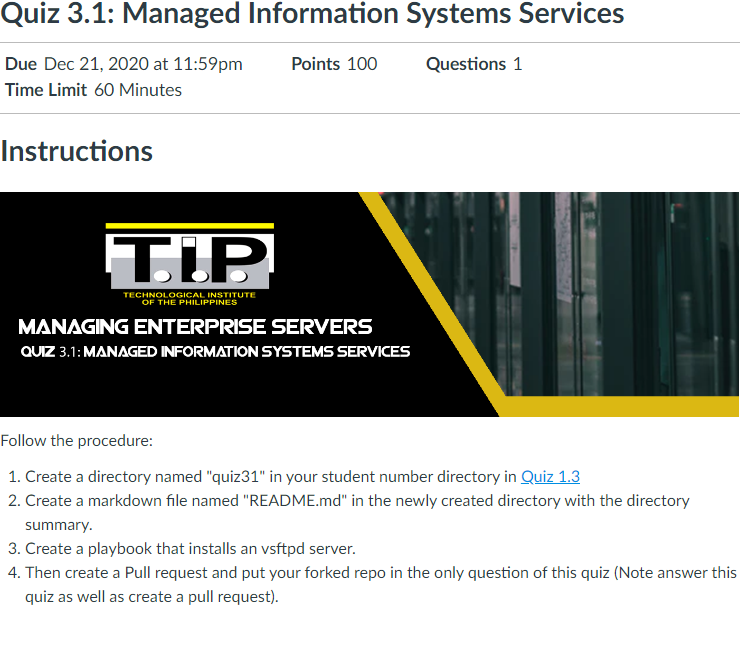 Quiz 3.1: Managed Information Systems Services
Due Dec 21, 2020 at 11:59pm Points 100 Questions 1
Time Limit 60 Minutes
Instructions
T.I.P.
TECHNOLOGICAL INSTITUTE
OF THE PHILIPPINES
MANAGING ENTERPRISE SERVERS
QUIZ 3.1: MANAGED INFORMATION SYSTEMS SERVICES
Follow the procedure:
1. Create a directory named "quiz31" in your student number directory in Quiz 1.3
2. Create a markdown file named "README.md" in the newly created directory with the directory
summary.
3. Create a playbook that installs an vsftpd server.
4. Then create a Pull request and put your forked repo in the only question of this quiz (Note answer this
quiz as well as create a pull request).